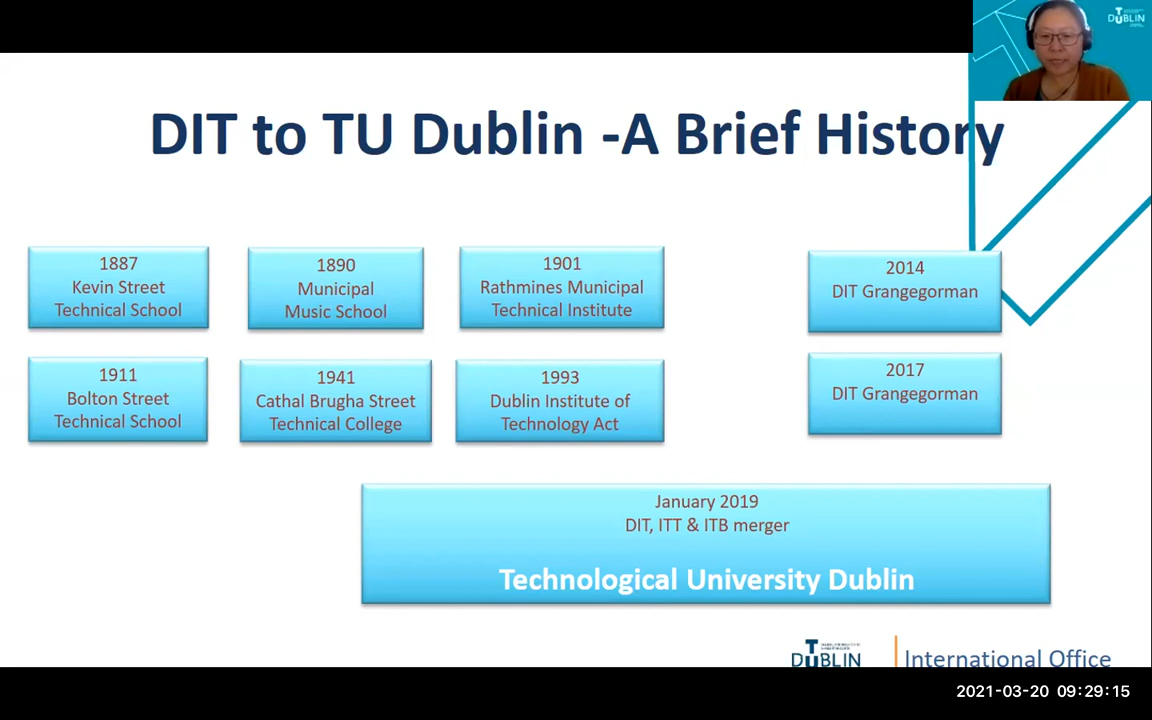 DUBLIN
DIT to TU Dublin -A Brief History
1887
Kevin Street
Technical School
1890
Municipal
Music School
1901
Rathmines Municipal
Technical Institute
2014
DIT Grangegorman
1911
Bolton Street
Technical School
1941
Cathal Brugha Street
Technical College
1993
Dublin Institute of
Technology Act
2017
DIT Grangegorman
January 2019
DIT, ITT & ITB merger
Technological University Dublin
DUBLIN
International Office
2021-03-20 09:29:15